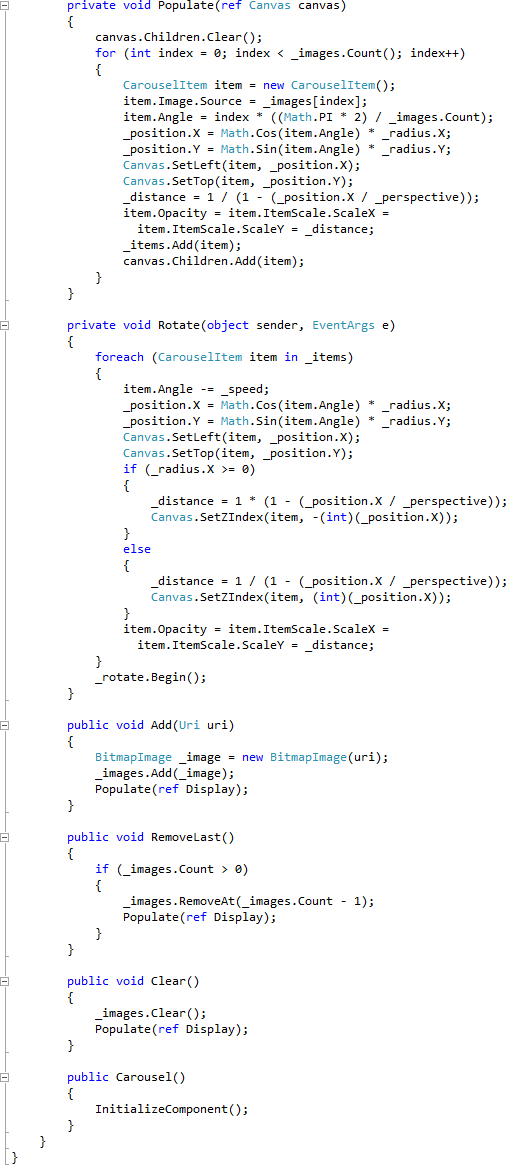 private void Populate(ref Canvas canvas)
{
canvas.Children.Clear();
for (int index = 0; index < _images.Count(); index++)
{
CarouselItem item = new CarouselItem();
item.Image.Source = _images[index];
item.Angle = index * ((Math.PI * 2) / _images.Count);
_position.X = Math.Cos(item.Angle) * _radius.X;
_position.Y = Math.Sin(item.Angle) * _radius.Y;
Canvas.SetLeft(item, _position.X);
Canvas.SetTop(item, _position.Y);
_distance = 1 / (1 - (_position.X / _perspective));
item.Opacity = item.ItemScale.ScaleX =
item.ItemScale.ScaleY = _distance;
_items.Add(item);
canvas.Children.Add(item);
}
}
private void Rotate(object sender, EventArgs e)
{
foreach (CarouselItem item in _items)
{
item.Angle -= _speed;
_position.X = Math.Cos(item.Angle) * _radius.X;
_position.Y = Math.Sin(item.Angle) * _radius.Y;
Canvas.SetLeft(item, _position.X);
Canvas.SetTop(item, _position.Y);
if (_radius.X >= 0)
{
_distance = 1 * (1 - (_position.X / _perspective));
Canvas.SetZIndex(item, -(int)(_position.X));
}
else
{
_distance = 1 / (1 - (_position.X / _perspective));
Canvas.SetZIndex(item, (int)(_position.X));
}
item.Opacity = item.ItemScale.ScaleX =
item.ItemScale.ScaleY = _distance;
}
_rotate.Begin();
}
public void Add(Uri uri)
{
BitmapImage _image = new BitmapImage(uri);
_images.Add(_image);
Populate(ref Display);
}
public void RemoveLast()
{
if (_images.Count > 0)
{
_images.RemoveAt(_images.Count - 1);
Populate(ref Display);
}
}
public void Clear()
{
_images.Clear();
Populate(ref Display);
}
public Carousel()
{
InitializeComponent();
}
}
}